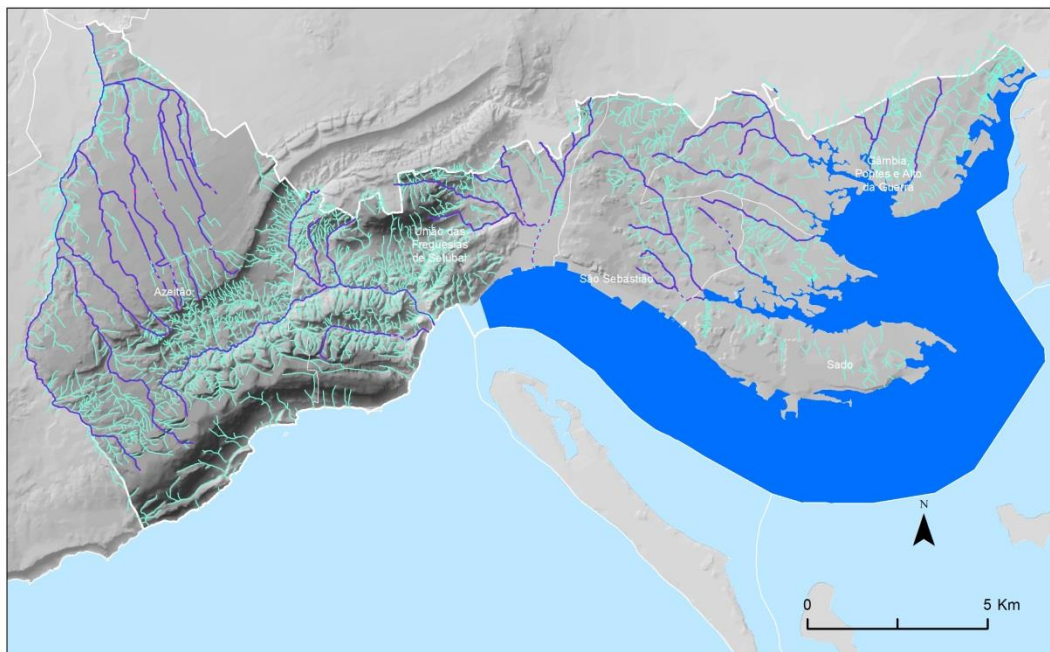 Gâmbia
Pontes e Alto
da Guerra
União das
Freguesias
de Setúbal
Azeitão
São Sebastião
Sado
N
0 5 Km